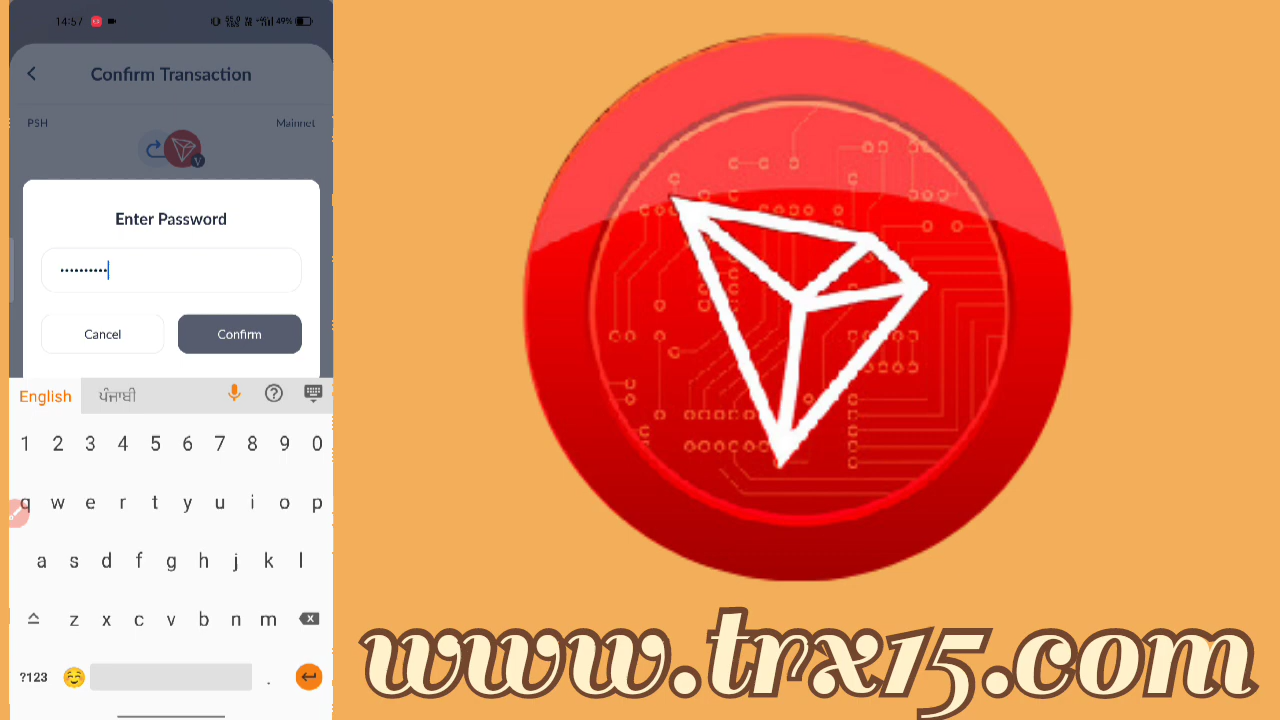 14:57
49%
Confirm Transaction
PSH Mainnet
Enter Password
••••••••••
Cancel Confirm
English ਪੰਜਾਬੀ
1 2 3 4 5 6 7 8 9 0
q w e r t y u i o p
a s d f g h j k l
z x c v b n m
?123 .
www.trx15.com